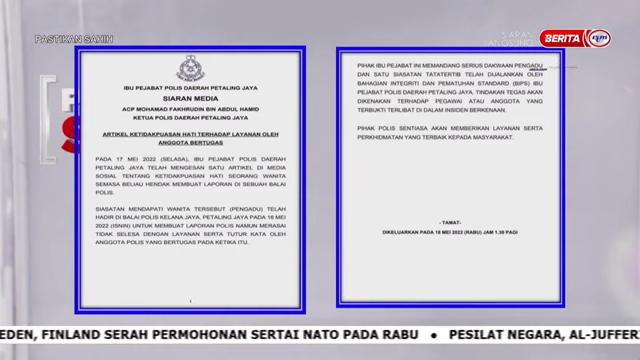 PASTIKAN SAHIH
SIARAN
LANGSUNG
BERITA rtm
IBU PEJABAT POLIS DAERAH PETALING JAYA
SIARAN MEDIA
ACP MOHAMAD FAKHRUDIN BIN ABDUL HAMID
KETUA POLIS DAERAH PETALING JAYA
ARTIKEL KETIDAKPUASAN HATI TERHADAP LAYANAN OLEH
ANGGOTA BERTUGAS
PADA 17 MEI 2022 (SELASA), IBU PEJABAT POLIS DAERAH
PETALING JAYA TELAH MENGESAN SATU ARTIKEL DI MEDIA
SOSIAL TENTANG KETIDAKPUASAN HATI SEORANG WANITA
SEMASA BELIAU HENDAK MEMBUAT LAPORAN DI SEBUAH BALAI
POLIS.
SIASATAN MENDAPATI WANITA TERSEBUT (PENGADU) TELAH
HADIR DI BALAI POLIS KELANA JAYA, PETALING JAYA PADA 16 MEI
2022 (ISNIN) UNTUK MEMBUAT LAPORAN POLIS NAMUN MERASAI
TIDAK SELESA DENGAN LAYANAN SERTA TUTUR KATA OLEH
ANGGOTA POLIS YANG BERTUGAS PADA KETIKA ITU.
1
PIHAK IBU PEJABAT INI MEMANDANG SERIUS DAKWAAN PENGADU
DAN SATU SIASATAN TATATERTIB TELAH DIJALANKAN OLEH
BAHAGIAN INTEGRITI DAN PEMATUHAN STANDARD (BIPS) IBU
PEJABAT POLIS DAERAH PETALING JAYA. TINDAKAN TEGAS AKAN
DIKENAKAN TERHADAP PEGAWAI ATAU ANGGOTA YANG
TERBUKTI TERLIBAT DI DALAM INSIDEN BERKENAAN.
PIHAK POLIS SENTIASA AKAN MEMBERIKAN LAYANAN SERTA
PERKHIDMATAN YANG TERBAIK KEPADA MASYARAKAT.
- TAMAT-
DIKELUARKAN PADA 18 MEI 2022 (RABU) JAM 1.30 PAGI
EDEN, FINLAND SERAH PERMOHONAN SERTAI NATO PADA RABU • PESILAT NEGARA, AL-JUFFERI